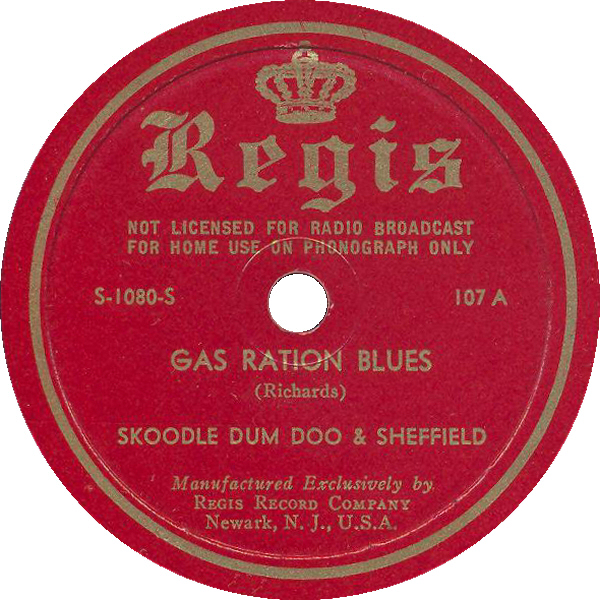 Regis
NOT LICENSED FOR RADIO BROADCAST
FOR HOME USE ON PHONOGRAPH ONLY
S-1080-S 107 A
GAS RATION BLUES
(Richards)
SKOODLE DUM DOO & SHEFFIELD
Manufactured Exclusively by
REGIS RECORD COMPANY
Newark, N. J., U.S.A.